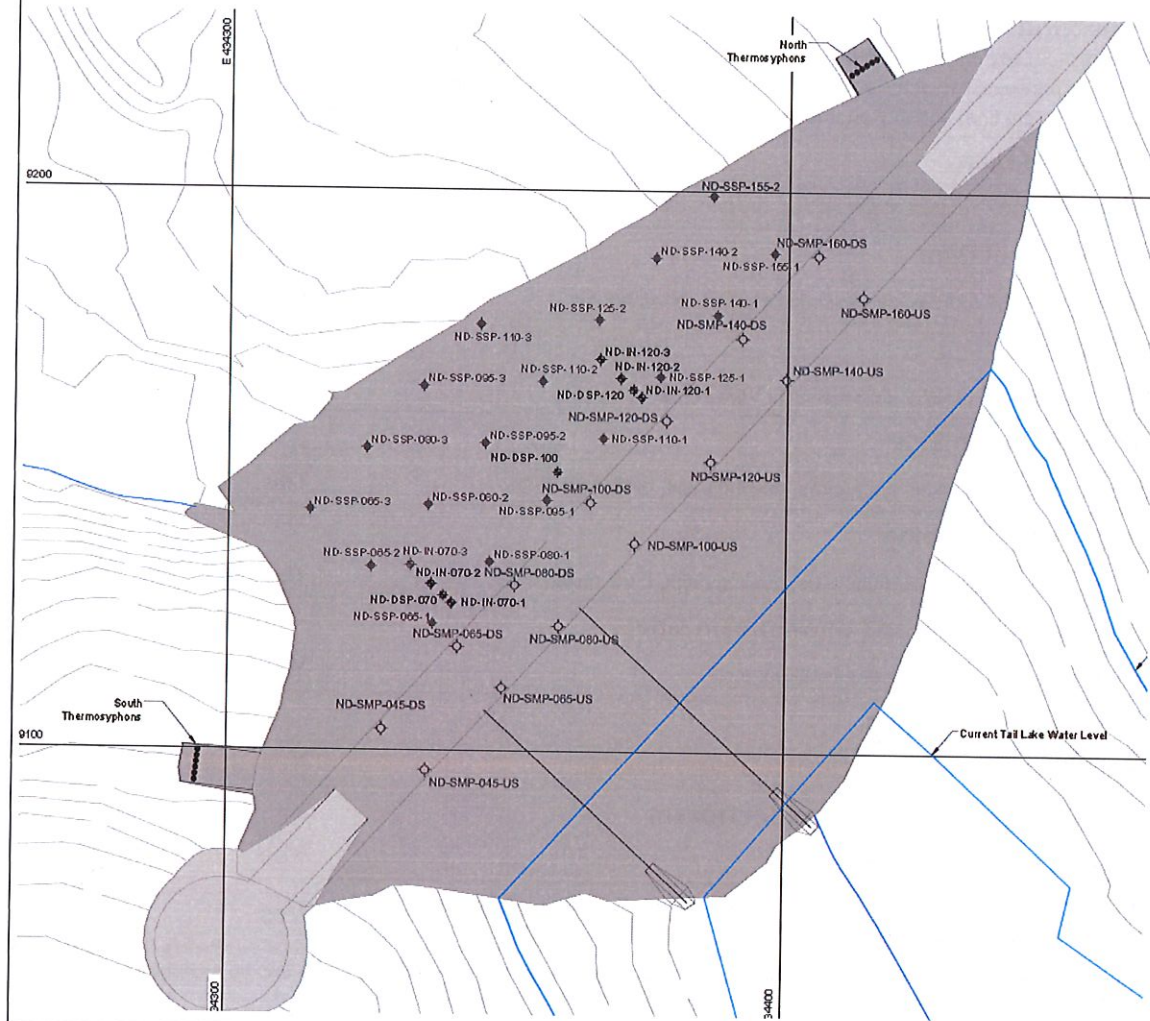 E 434300
North
Thermosyphons
9200
ND-SSP-155-2
ND-SMP-160-DS
ND-SSP-140-2
ND-SSP-155-1
ND-SMP-160-US
ND-SSP-125-2
ND-SSP-140-1
ND-SSP-110-3
ND-SMP-140-DS
ND-IN-120-3
ND-SSP-110-2
ND-IN-120-2
ND-SSP-095-3
ND-SSP-125-1
ND-SMP-140-US
ND-DSP-120
ND-IN-120-1
ND-SMP-120-DS
ND-SSP-080-3
ND-SSP-095-2
ND-SSP-110-1
ND-DSP-100
ND-SMP-120-US
ND-SSP-065-3
ND-SSP-080-2
ND-SMP-100-DS
ND-SSP-095-1
ND-SMP-100-US
ND-SSP-065-2
ND-IN-070-3
ND-SSP-080-1
ND-IN-070-2
ND-SMP-080-DS
ND-DSP-070
ND-IN-070-1
ND-SSP-065-1
ND-SMP-065-DS
ND-SMP-080-US
ND-SMP-065-US
South
Thermosyphons
ND-SMP-045-DS
9100
Current Tail Lake Water Level
ND-SMP-045-US
34300
34400